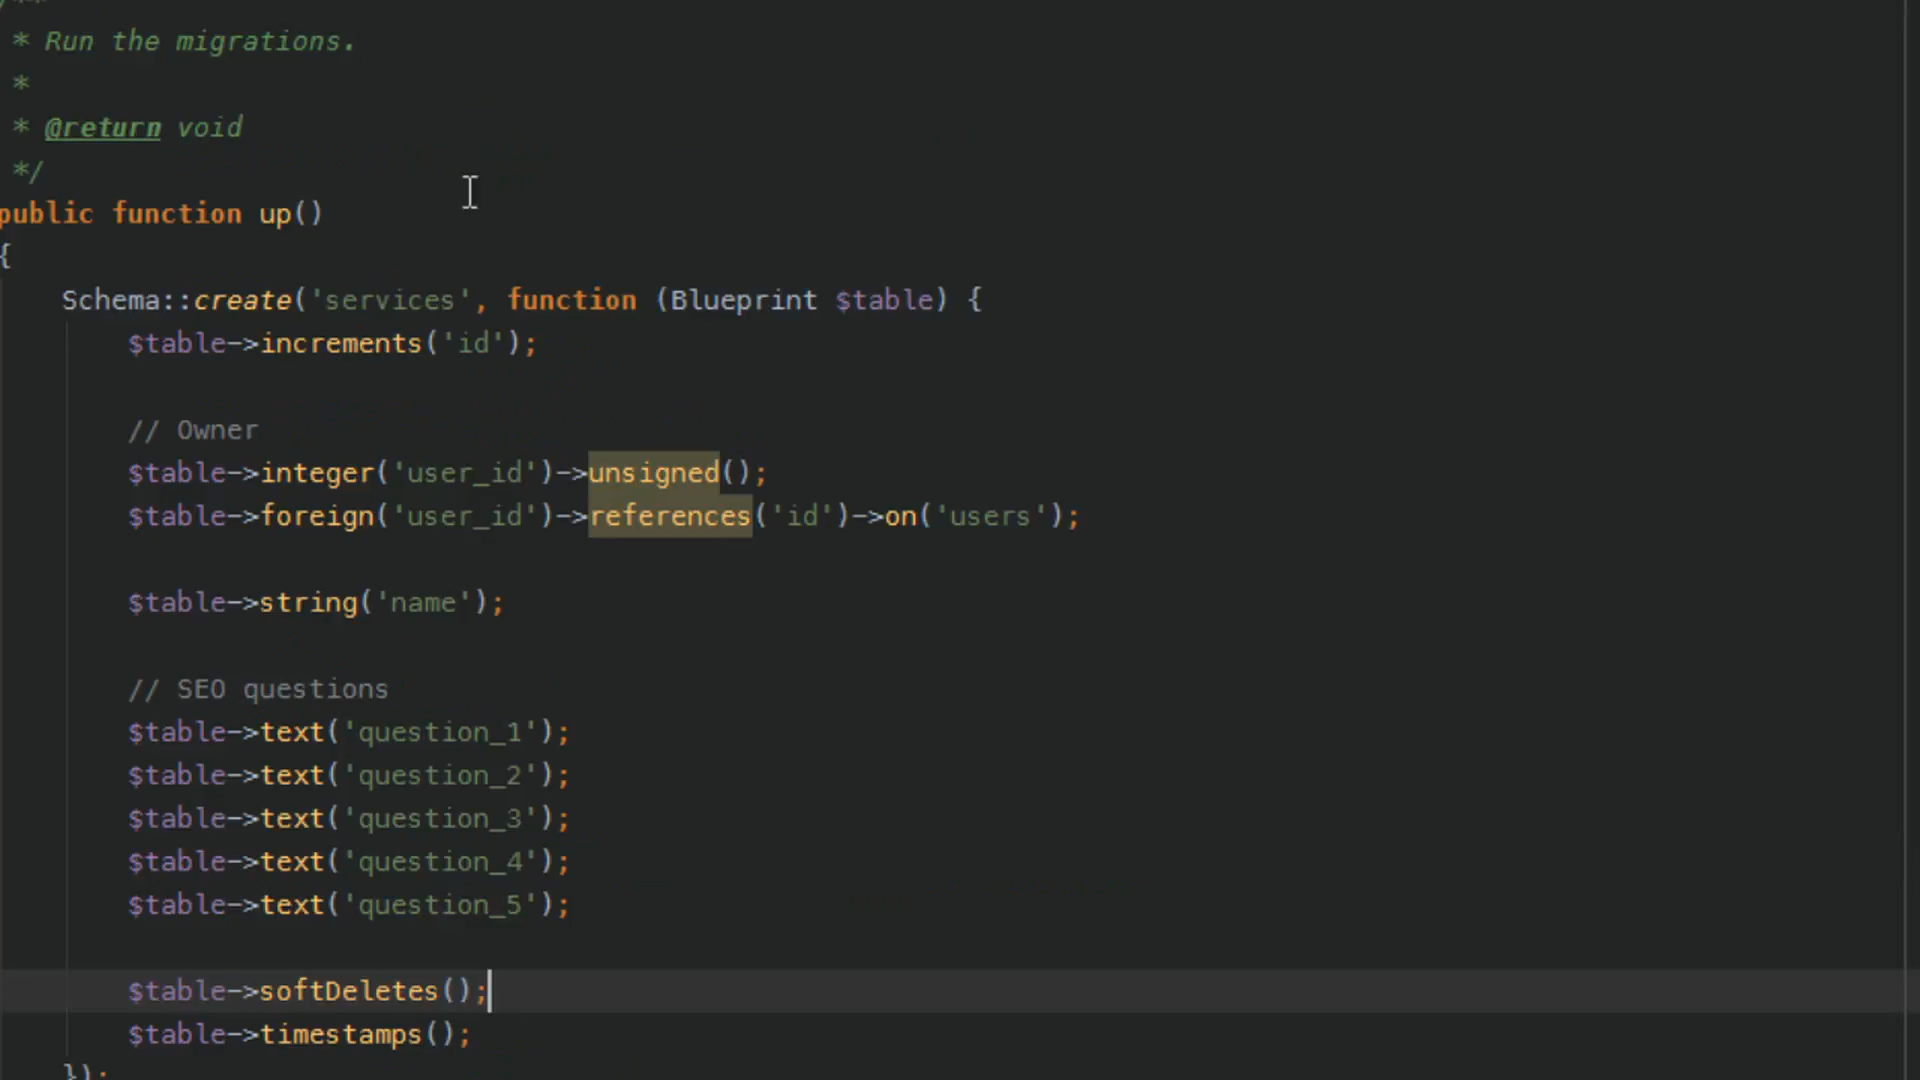 /**
* Run the migrations.
*
* @return void
*/
public function up()
{
Schema::create('services', function (Blueprint $table) {
$table->increments('id');
// Owner
$table->integer('user_id')->unsigned();
$table->foreign('user_id')->references('id')->on('users');
$table->string('name');
// SEO questions
$table->text('question_1');
$table->text('question_2');
$table->text('question_3');
$table->text('question_4');
$table->text('question_5');
$table->softDeletes();
$table->timestamps();
});